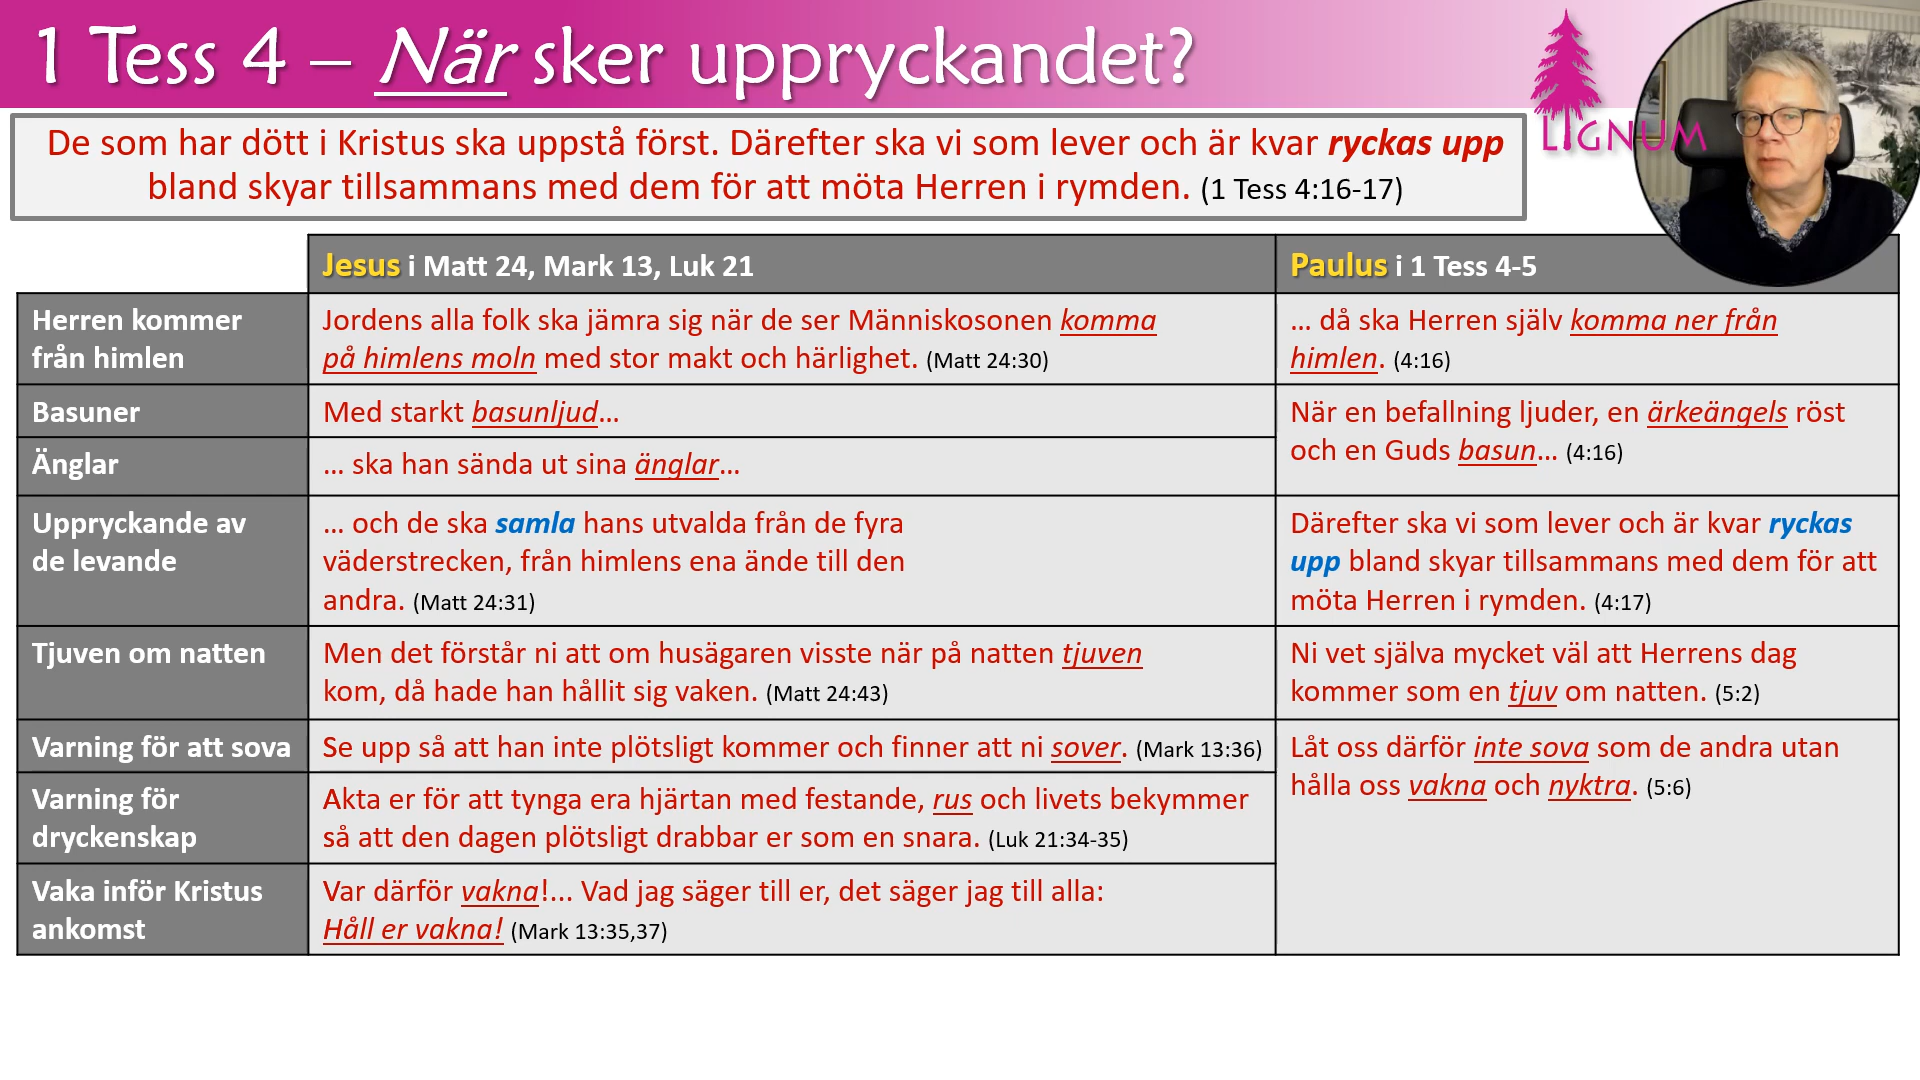 1 Tess 4 – När sker uppryckandet?
LIGNUM
De som har dött i Kristus ska uppstå först. Därefter ska vi som lever och är kvar ryckas upp
bland skyar tillsammans med dem för att möta Herren i rymden. (1 Tess 4:16-17)
Jesus i Matt 24, Mark 13, Luk 21
Paulus i 1 Tess 4-5
Herren kommer
från himlen
Jordens alla folk ska jämra sig när de ser Människosonen komma
på himlens moln med stor makt och härlighet. (Matt 24:30)
... då ska Herren själv komma ner från
himlen. (4:16)
Basuner
Med starkt basunljud...
När en befallning ljuder, en ärkeängels röst
och en Guds basun... (4:16)
Änglar
... ska han sända ut sina änglar...
Uppryckande av
de levande
... och de ska samla hans utvalda från de fyra
väderstrecken, från himlens ena ände till den
andra. (Matt 24:31)
Därefter ska vi som lever och är kvar ryckas
upp bland skyar tillsammans med dem för att
möta Herren i rymden. (4:17)
Tjuven om natten
Men det förstår ni att om husägaren visste när på natten tjuven
kom, då hade han hållit sig vaken. (Matt 24:43)
Ni vet själva mycket väl att Herrens dag
kommer som en tjuv om natten. (5:2)
Varning för att sova
Se upp så att han inte plötsligt kommer och finner att ni sover. (Mark 13:36)
Låt oss därför inte sova som de andra utan
hålla oss vakna och nyktra. (5:6)
Varning för
dryckenskap
Akta er för att tynga era hjärtan med festande, rus och livets bekymmer
så att den dagen plötsligt drabbar er som en snara. (Luk 21:34-35)
Vaka inför Kristus
ankomst
Var därför vakna!... Vad jag säger till er, det säger jag till alla:
Håll er vakna! (Mark 13:35,37)